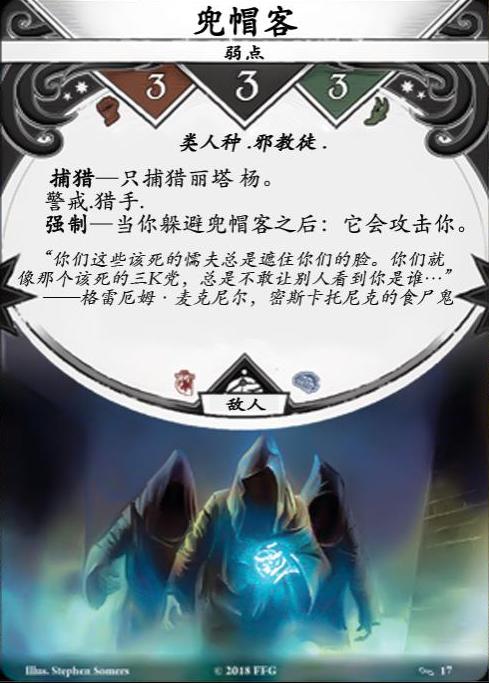 兜帽客
弱点
3 3 3
类人种.邪教徒.
捕猎—只捕猎丽塔 杨。
警戒.猎手.
强制—当你躲避兜帽客之后：它会攻击你。
“你们这些该死的懦夫总是遮住你们的脸。你们就
像那个该死的三K党，总是不敢让别人看到你是谁…”
——格雷厄姆·麦克尼尔，密斯卡托尼克的食尸鬼
敌人
Illus. Stephen Somers © 2018 FFG 17